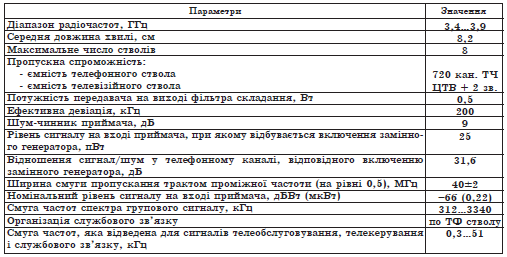 Параметри Значення
Діапазон радіочастот, ГГц 3,4...3,9
Середня довжина хвилі, см 8,2
Максимальне число стволів 8
Пропускна спроможність:
- ємність телефонного ствола 720 кан. ТЧ
- ємність телевізійного ствола ЦТВ + 2 зв.
Потужність передавача на виході фільтра складання, Вт 0,5
Ефективна девіація, кГц 200
Шум-чинник приймача, дБ 9
Рівень сигналу на вході приймача, при якому відбувається включення замінно- 25
го генератора, пВт
Відношення сигнал/шум у телефонному каналі, відповідного включенню 31,6
замінного генератора, дБ
Ширина смуги пропускання трактом проміжної частоти (на рівні 0,5), МГц 40±2
Номінальний рівень сигналу на вході приймача, дБВт (мкВт) –66 (0,22)
Смуга частот спектра групового сигналу, кГц 312...3340
Організація службового зв'язку по ТФ стволу
Смуга частот, яка відведена для сигналів телеобслуговування, телекерування 0,3...51
і службового зв'язку, кГц